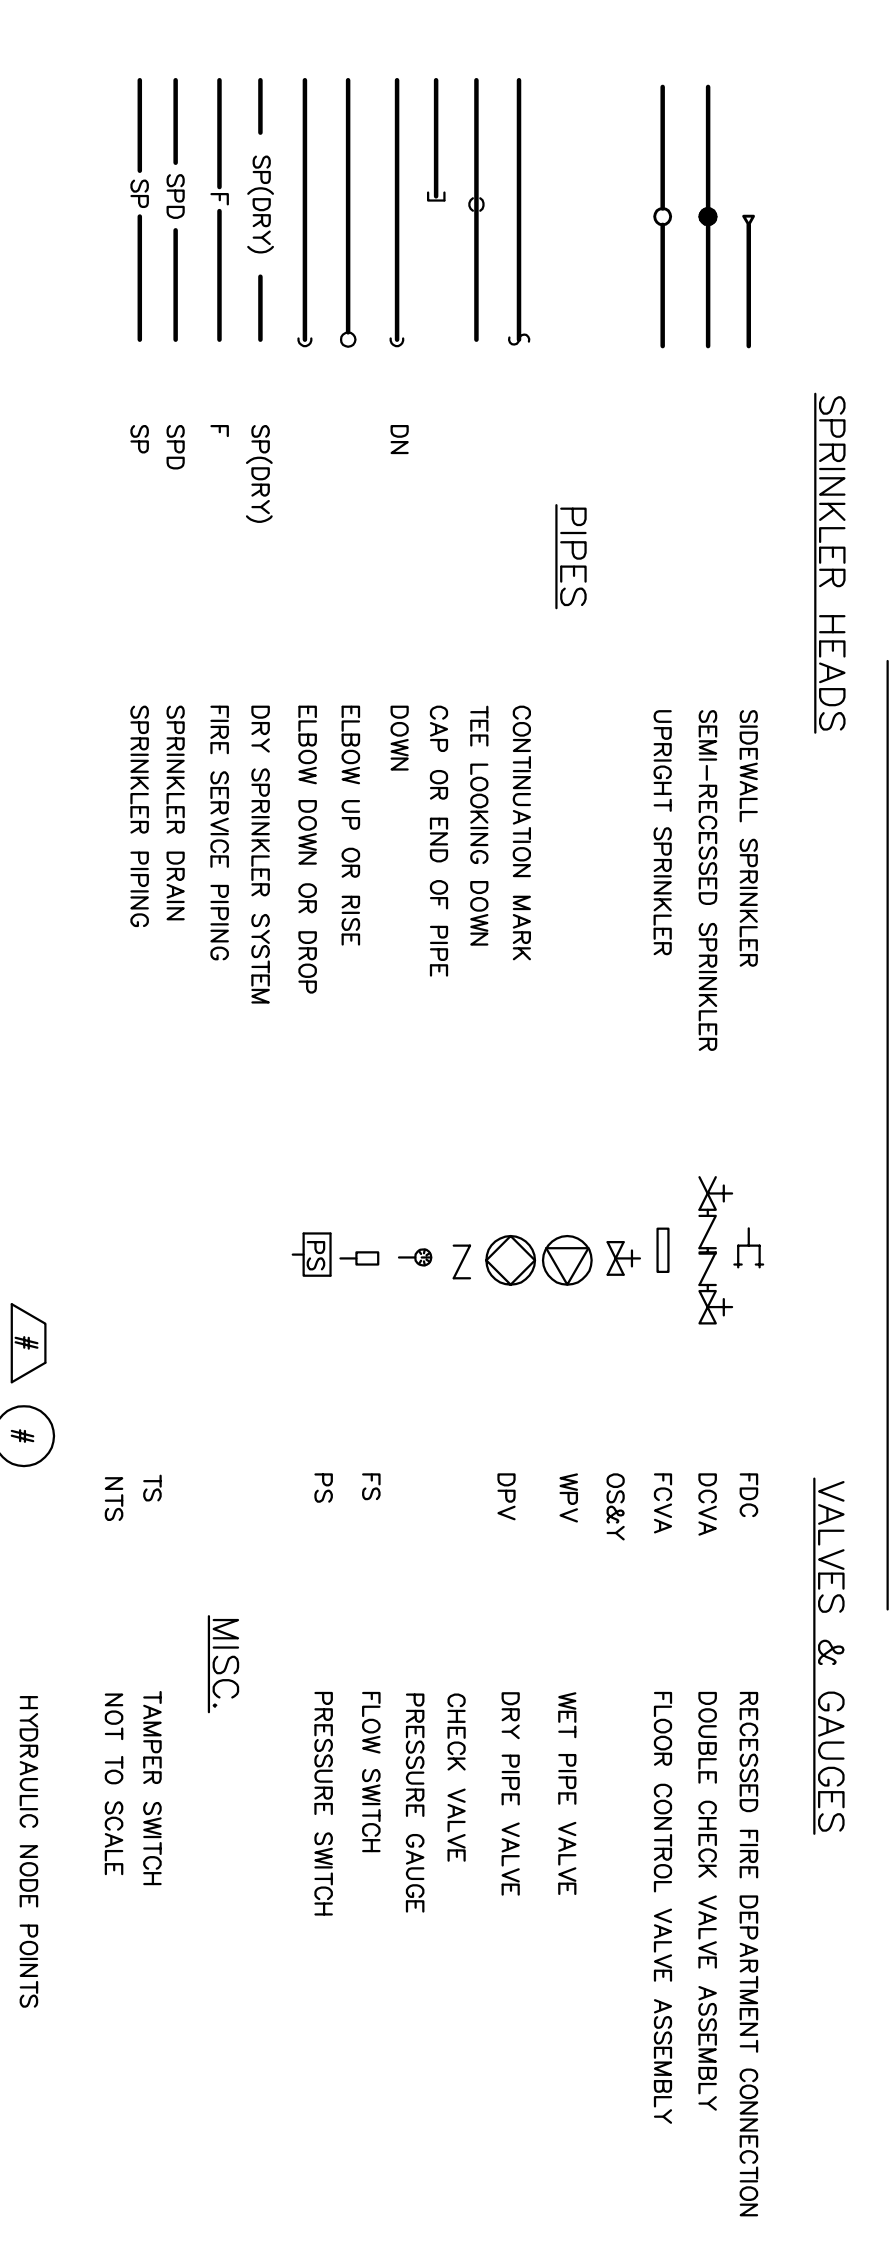 SPRINKLER HEADS
SIDEWALL SPRINKLER
SEMI-RECESSED SPRINKLER
UPRIGHT SPRINKLER
PIPES
CONTINUATION MARK
TEE LOOKING DOWN
CAP OR END OF PIPE
DN DOWN
ELBOW UP OR RISE
ELBOW DOWN OR DROP
SP(DRY) SP(DRY) DRY SPRINKLER SYSTEM
F F FIRE SERVICE PIPING
SPD SPD SPRINKLER DRAIN
SP SP SPRINKLER PIPING
VALVES & GAUGES
FDC RECESSED FIRE DEPARTMENT CONNECTION
DCVA DOUBLE CHECK VALVE ASSEMBLY
FCVA FLOOR CONTROL VALVE ASSEMBLY
OS&Y
WPV WET PIPE VALVE
DPV DRY PIPE VALVE
CHECK VALVE
PRESSURE GAUGE
FS FLOW SWITCH
PS PS PRESSURE SWITCH
MISC.
TS TAMPER SWITCH
NTS NOT TO SCALE
# # HYDRAULIC NODE POINTS